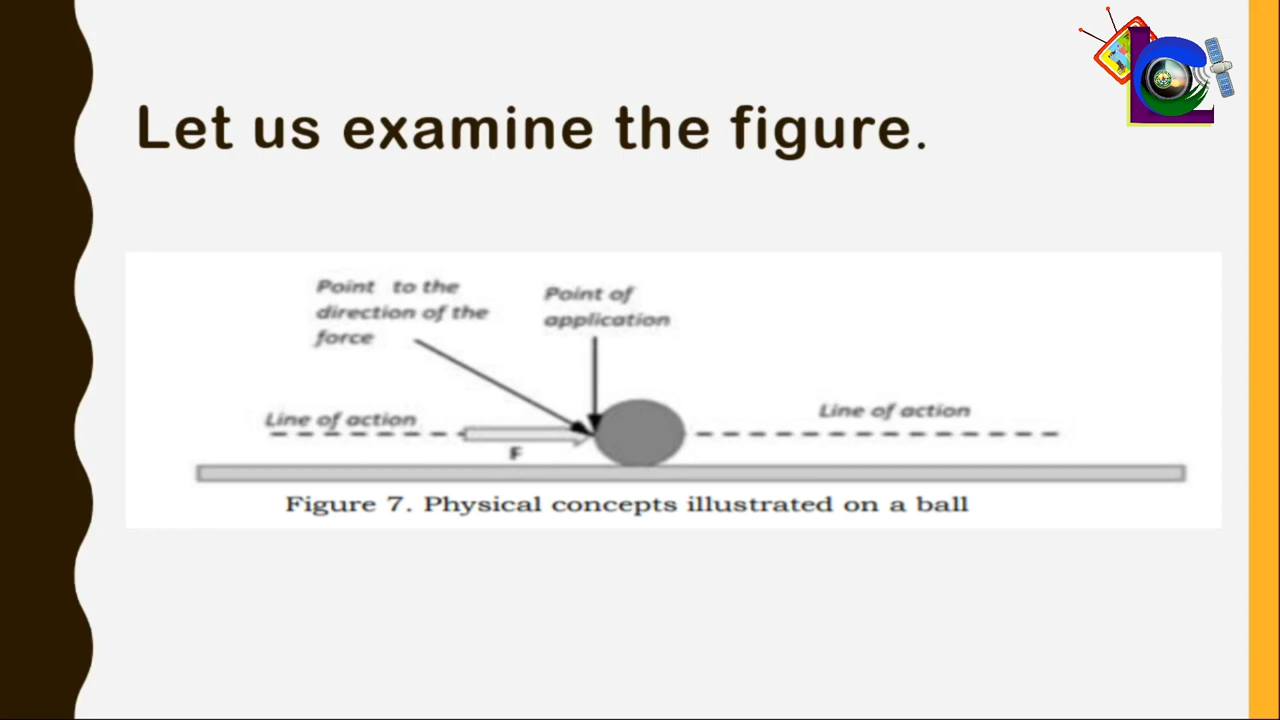 Let us examine the figure.
Point to the
direction of the
force
Point of
application
Line of action
Line of action
F
Figure 7. Physical concepts illustrated on a ball
LC